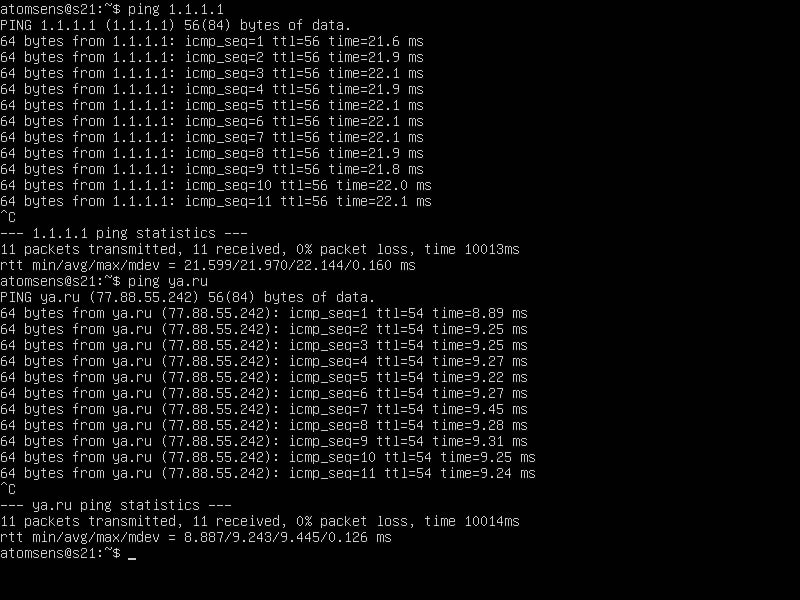 atomsens@s21:~$ ping 1.1.1.1
PING 1.1.1.1 (1.1.1.1) 56(84) bytes of data.
64 bytes from 1.1.1.1: icmp_seq=1 ttl=56 time=21.6 ms
64 bytes from 1.1.1.1: icmp_seq=2 ttl=56 time=21.9 ms
64 bytes from 1.1.1.1: icmp_seq=3 ttl=56 time=22.1 ms
64 bytes from 1.1.1.1: icmp_seq=4 ttl=56 time=21.9 ms
64 bytes from 1.1.1.1: icmp_seq=5 ttl=56 time=22.1 ms
64 bytes from 1.1.1.1: icmp_seq=6 ttl=56 time=22.1 ms
64 bytes from 1.1.1.1: icmp_seq=7 ttl=56 time=22.1 ms
64 bytes from 1.1.1.1: icmp_seq=8 ttl=56 time=21.9 ms
64 bytes from 1.1.1.1: icmp_seq=9 ttl=56 time=21.8 ms
64 bytes from 1.1.1.1: icmp_seq=10 ttl=56 time=22.0 ms
64 bytes from 1.1.1.1: icmp_seq=11 ttl=56 time=22.1 ms
^C
--- 1.1.1.1 ping statistics ---
11 packets transmitted, 11 received, 0% packet loss, time 10013ms
rtt min/avg/max/mdev = 21.599/21.970/22.144/0.160 ms
atomsens@s21:~$ ping ya.ru
PING ya.ru (77.88.55.242) 56(84) bytes of data.
64 bytes from ya.ru (77.88.55.242): icmp_seq=1 ttl=54 time=8.89 ms
64 bytes from ya.ru (77.88.55.242): icmp_seq=2 ttl=54 time=9.25 ms
64 bytes from ya.ru (77.88.55.242): icmp_seq=3 ttl=54 time=9.25 ms
64 bytes from ya.ru (77.88.55.242): icmp_seq=4 ttl=54 time=9.27 ms
64 bytes from ya.ru (77.88.55.242): icmp_seq=5 ttl=54 time=9.22 ms
64 bytes from ya.ru (77.88.55.242): icmp_seq=6 ttl=54 time=9.27 ms
64 bytes from ya.ru (77.88.55.242): icmp_seq=7 ttl=54 time=9.45 ms
64 bytes from ya.ru (77.88.55.242): icmp_seq=8 ttl=54 time=9.28 ms
64 bytes from ya.ru (77.88.55.242): icmp_seq=9 ttl=54 time=9.31 ms
64 bytes from ya.ru (77.88.55.242): icmp_seq=10 ttl=54 time=9.25 ms
64 bytes from ya.ru (77.88.55.242): icmp_seq=11 ttl=54 time=9.24 ms
^C
--- ya.ru ping statistics ---
11 packets transmitted, 11 received, 0% packet loss, time 10014ms
rtt min/avg/max/mdev = 8.887/9.243/9.445/0.126 ms
atomsens@s21:~$ _